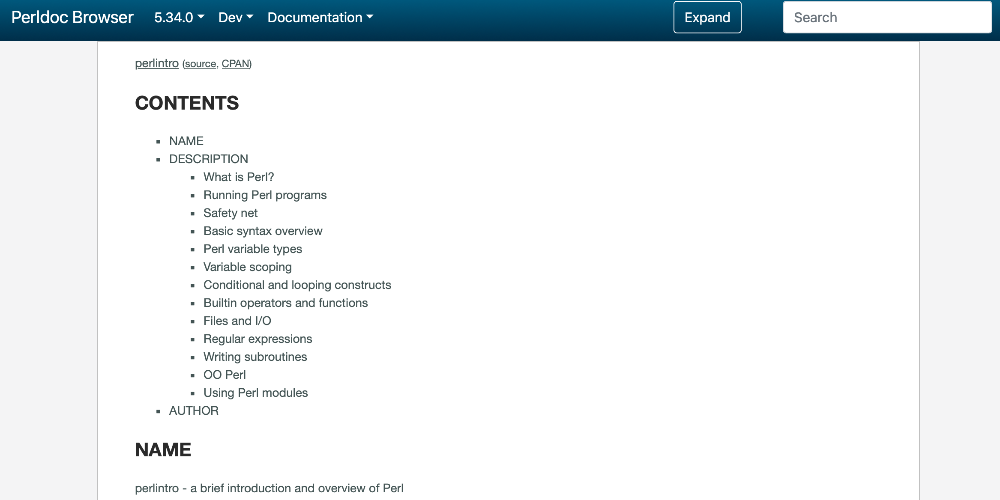 Perldoc Browser 5.34.0 Dev Documentation Expand Search
perlintro (source, CPAN)
CONTENTS
NAME
DESCRIPTION
What is Perl?
Running Perl programs
Safety net
Basic syntax overview
Perl variable types
Variable scoping
Conditional and looping constructs
Builtin operators and functions
Files and I/O
Regular expressions
Writing subroutines
OO Perl
Using Perl modules
AUTHOR
NAME
perlintro - a brief introduction and overview of Perl